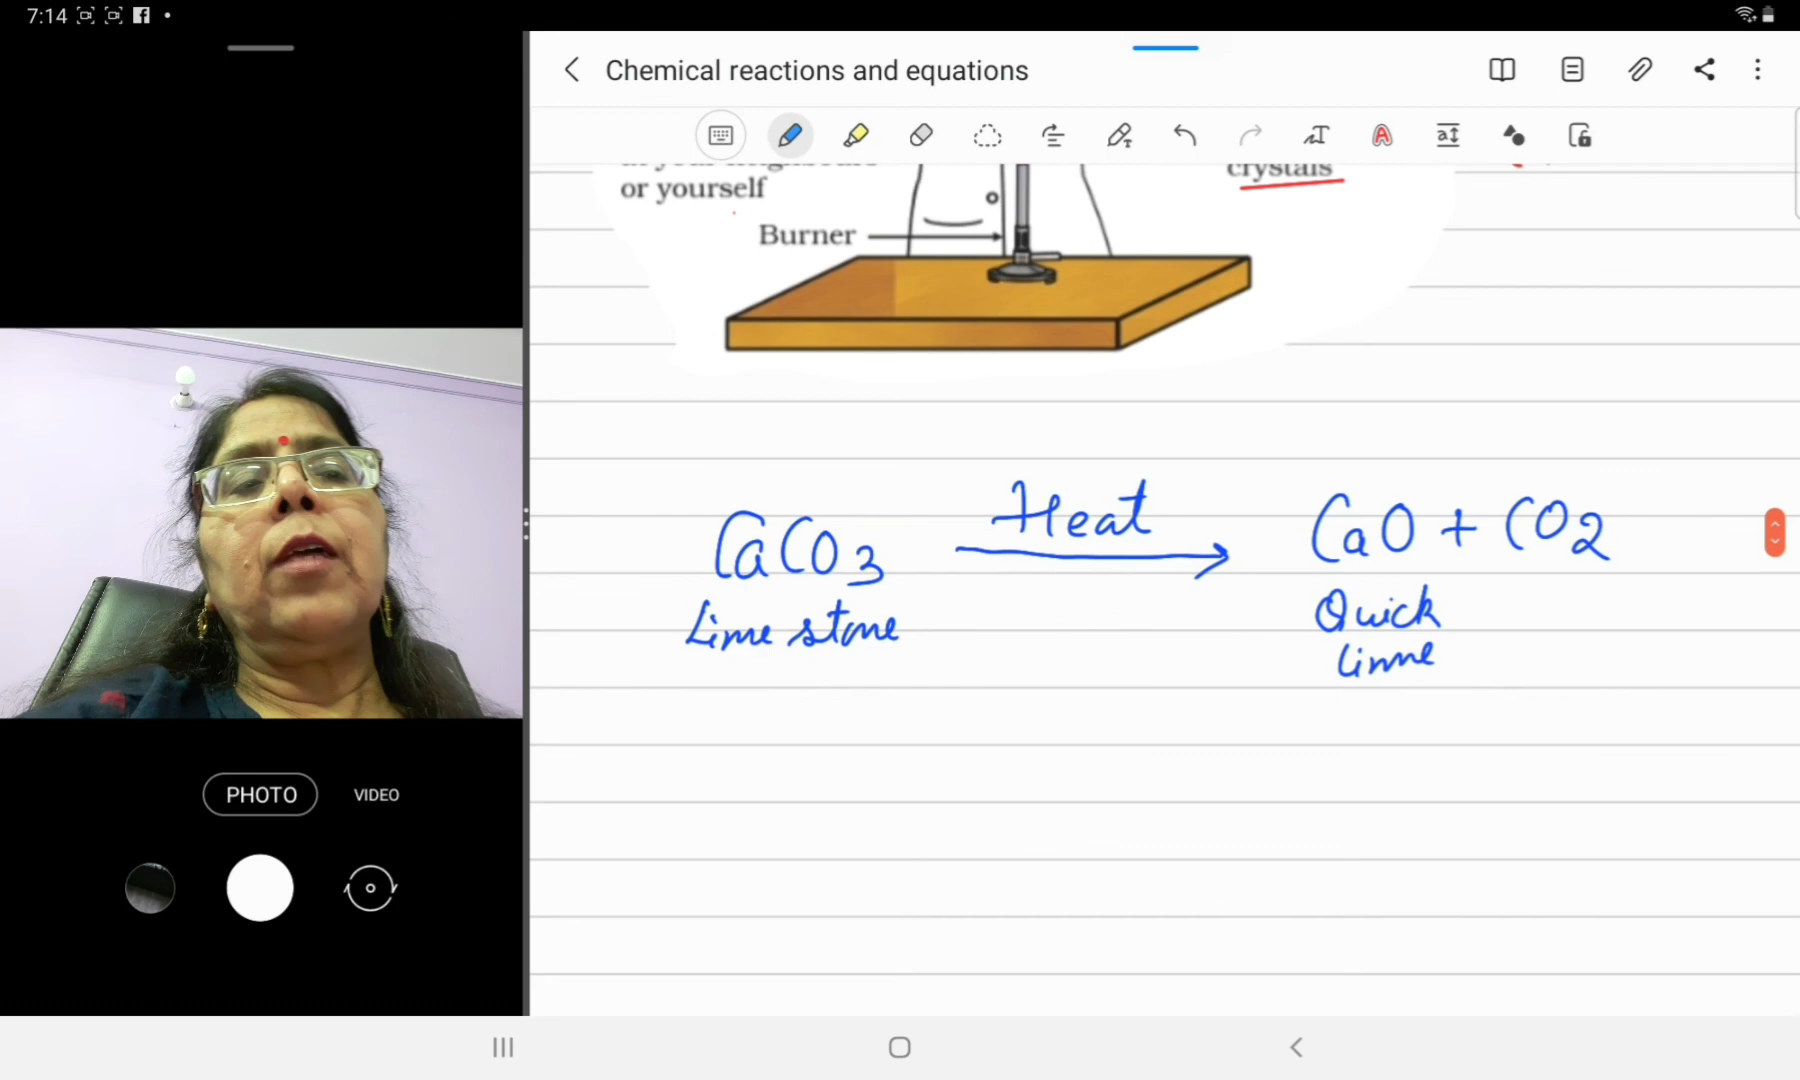 7:14
Chemical reactions and equations
or yourself
crystals
Burner
CaCO3 Heat CaO + CO2
Lime stone Quick
lime
PHOTO VIDEO